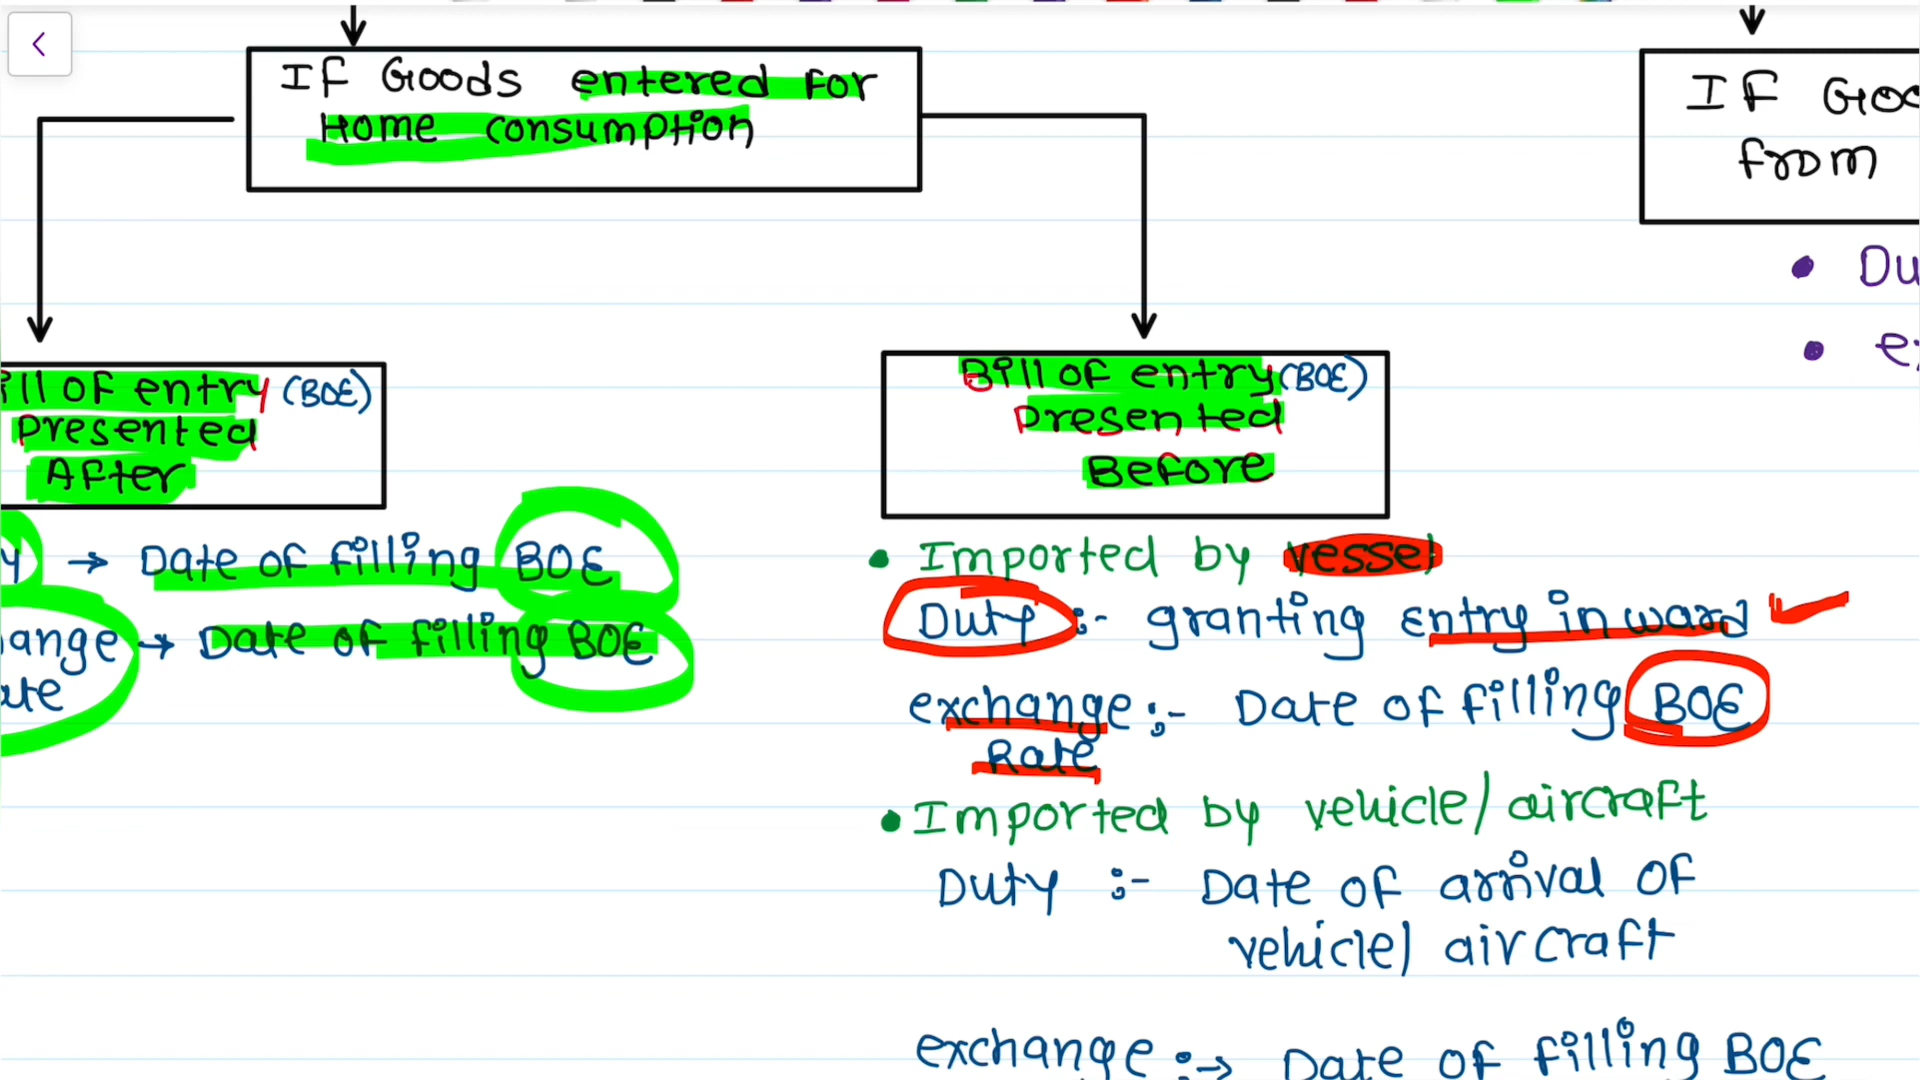 IF Goods entered For
Home consumption
IF Goo
from
Du
e
ill of entry (BOE)
Presented
After
y → Date of filling BOE
ange → Date of filling BOE
ate
Bill of entry (BOE)
Presented
Before
• Imported by vessel
Duty :- granting entry inward
exchange :- Date of filling BOE
Rate
• Imported by vehicle/aircraft
Duty :- Date of arrival of
vehicle/aircraft
exchange :→ Date of filling BOE